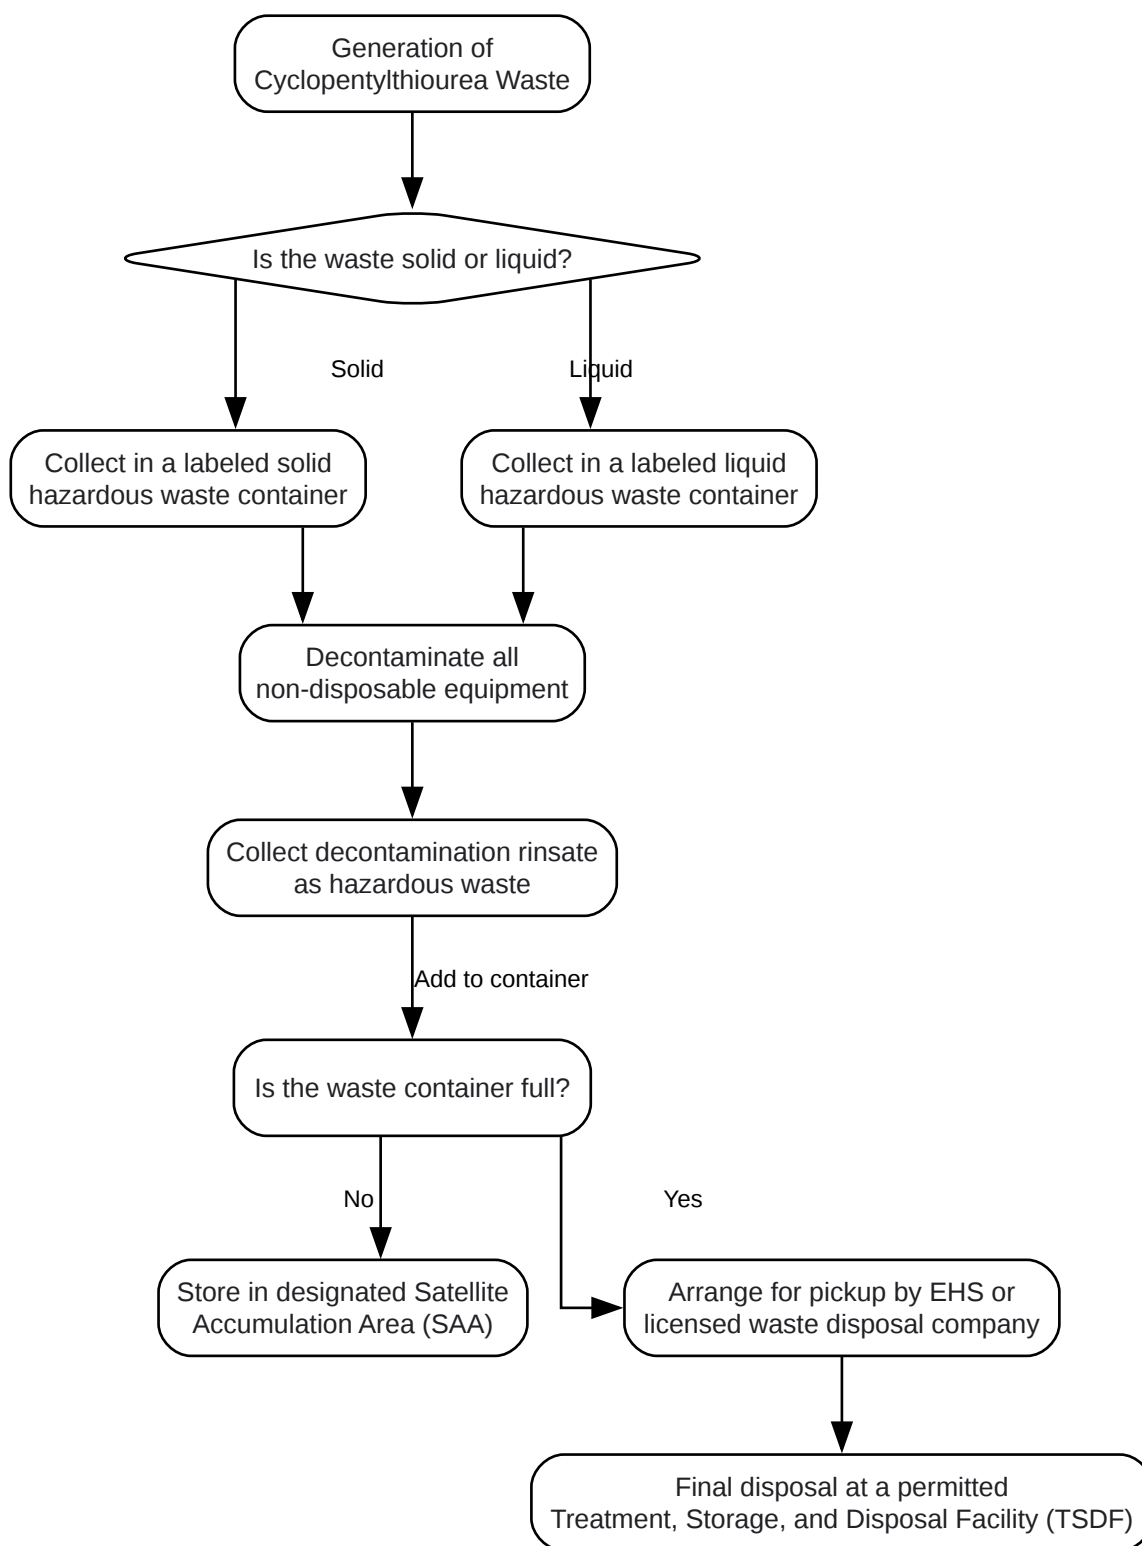 Generation of
Cyclopentylthiourea Waste
Is the waste solid or liquid?
Solid
Liquid
Collect in a labeled solid
hazardous waste container
Collect in a labeled liquid
hazardous waste container
Decontaminate all
non-disposable equipment
Collect decontamination rinsate
as hazardous waste
Add to container
Is the waste container full?
No
Yes
Store in designated Satellite
Accumulation Area (SAA)
Arrange for pickup by EHS or
licensed waste disposal company
Final disposal at a permitted
Treatment, Storage, and Disposal Facility (TSDF)